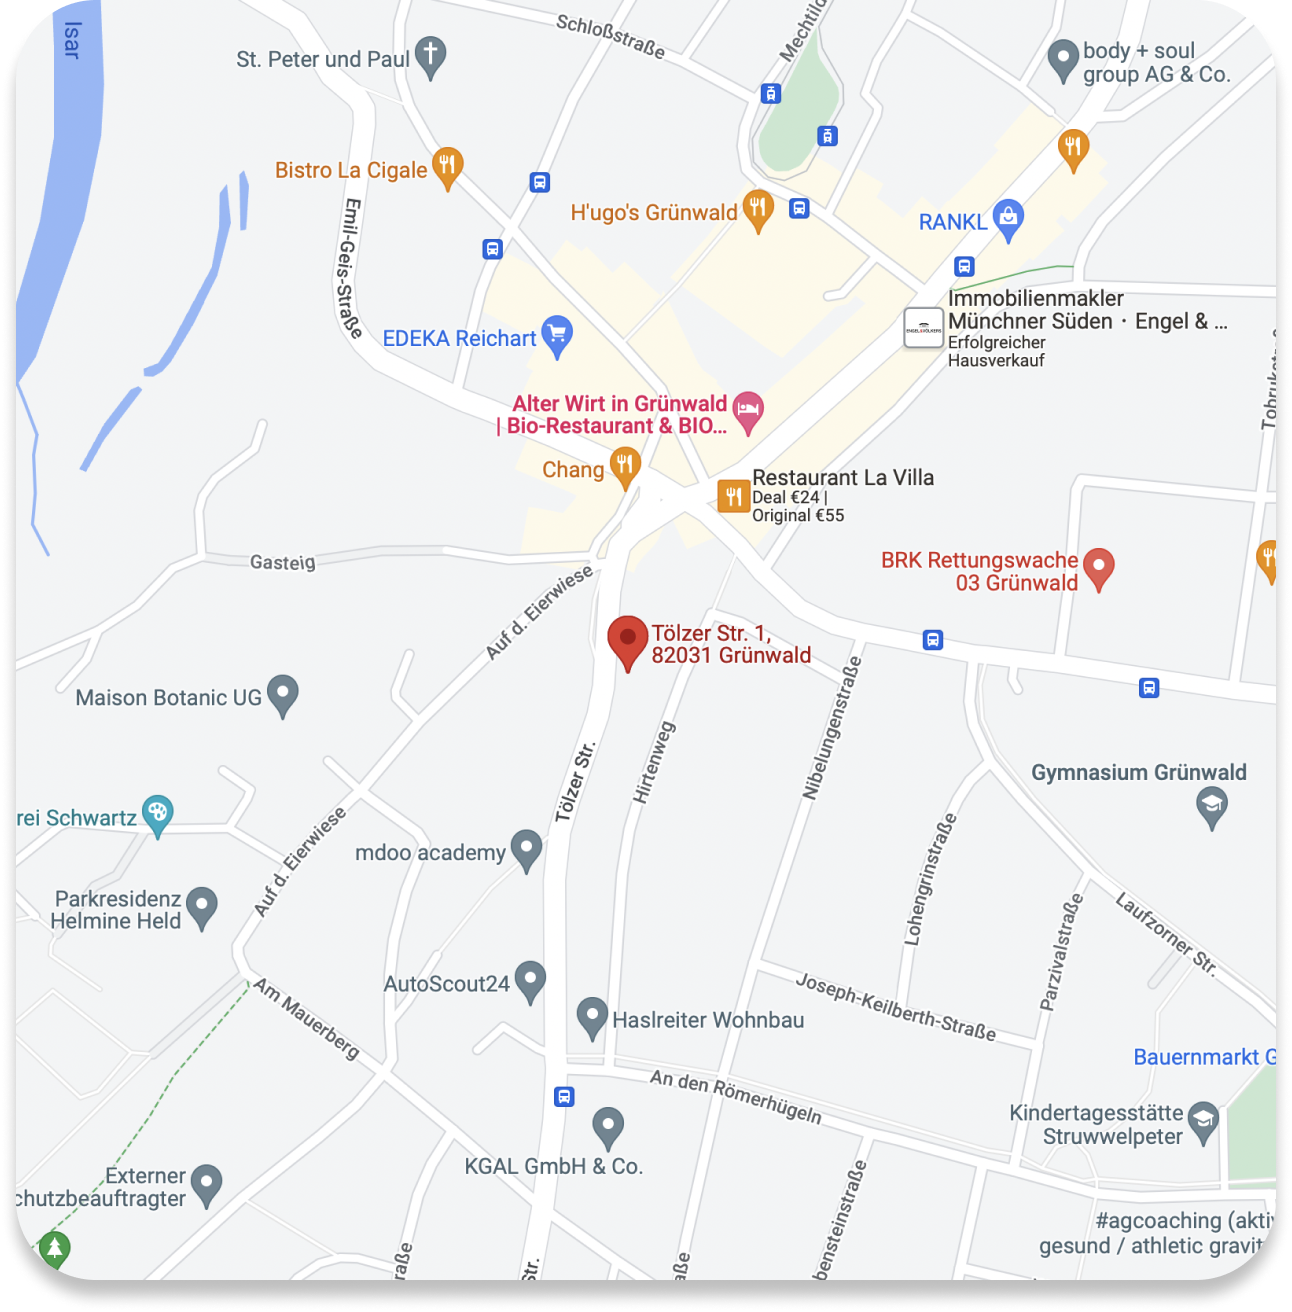 Isar
Schloßstraße
Mechtild
St. Peter und Paul
body + soul
group AG & Co.
Bistro La Cigale
H'ugo's Grünwald
RANKL
Emil-Geis-Straße
Immobilienmakler
Münchner Süden · Engel & ...
Erfolgreicher
Hausverkauf
ENGEL&VÖLKERS
EDEKA Reichart
Alter Wirt in Grünwald
| Bio-Restaurant & BIO...
Chang
Restaurant La Villa
Deal €24 |
Original €55
Gasteig
Auf d. Eierwiese
BRK Rettungswache
03 Grünwald
Tölzer Str. 1,
82031 Grünwald
Maison Botanic UG
Nibelungenstraße
Hirtenweg
Tölzer Str.
Gymnasium Grünwald
rei Schwartz
mdoo academy
Auf d. Eierwiese
Parkresidenz
Helmine Held
Lohengrinstraße
Parzivalstraße
Laufzorner Str.
AutoScout24
Am Mauerberg
Haslreiter Wohnbau
Joseph-Keilberth-Straße
Bauernmarkt G
An den Römerhügeln
Kindertagesstätte
Struwwelpeter
KGAL GmbH & Co.
Externer
chutzbeauftragter
#agcoaching (aktiv
gesund / athletic gravit
raße
Str.
aße
bensteinstraße